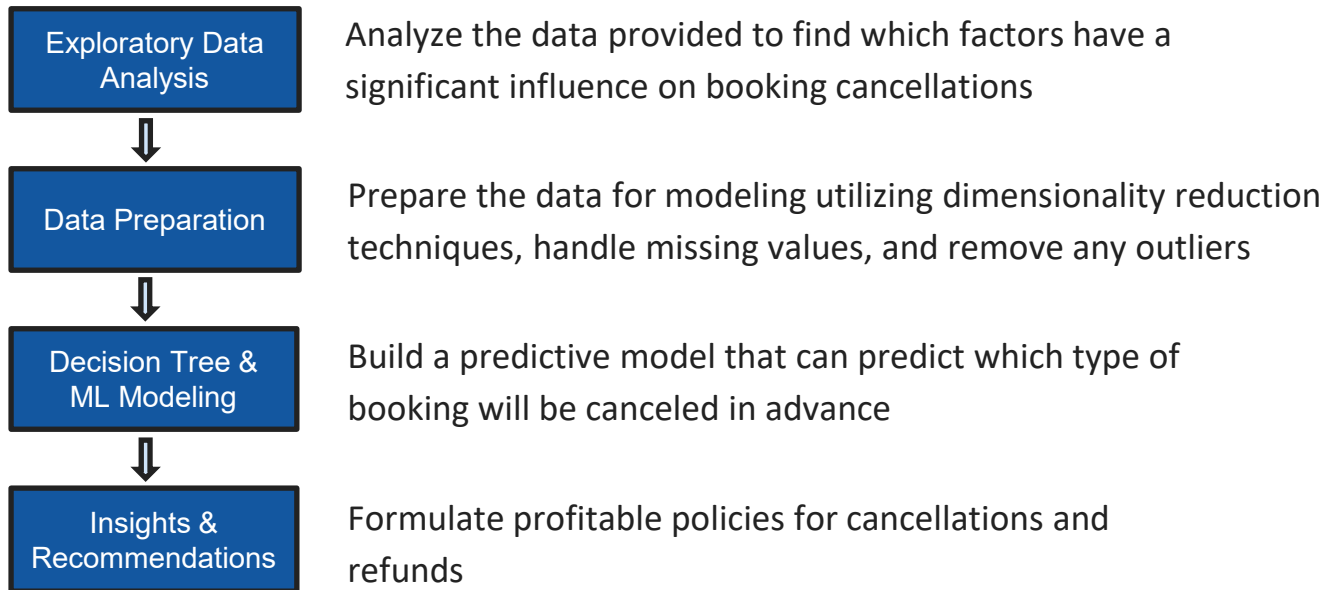 Exploratory Data
Analysis
Analyze the data provided to find which factors have a
significant influence on booking cancellations
Data Preparation
Prepare the data for modeling utilizing dimensionality reduction
techniques, handle missing values, and remove any outliers
Decision Tree &
ML Modeling
Build a predictive model that can predict which type of
booking will be canceled in advance
Insights &
Recommendations
Formulate profitable policies for cancellations and
refunds